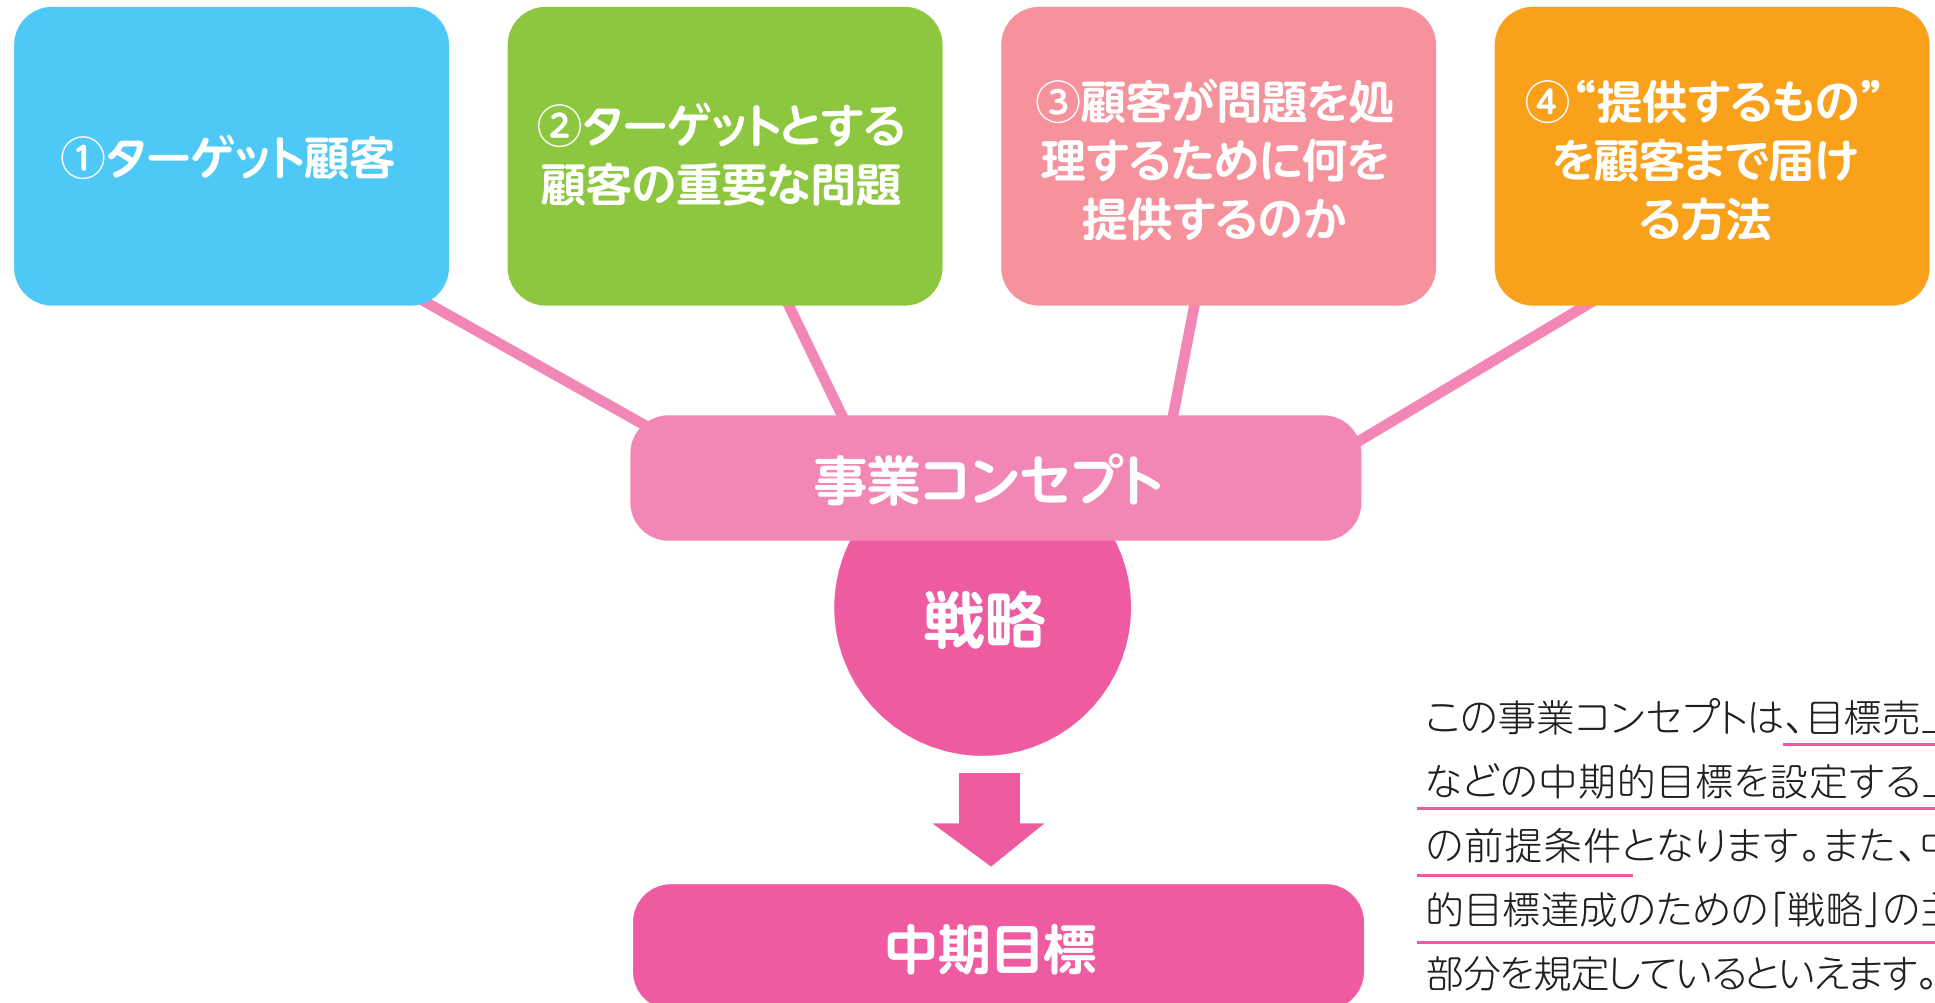 ①ターゲット顧客
②ターゲットとする
顧客の重要な問題
③顧客が問題を処
理するために何を
提供するのか
④“提供するもの”
を顧客まで届け
る方法
事業コンセプト
戦略
中期目標
この事業コンセプトは、目標売
などの中期的目標を設定する
の前提条件となります。また、
的目標達成のための「戦略」の
部分を規定しているといえます。